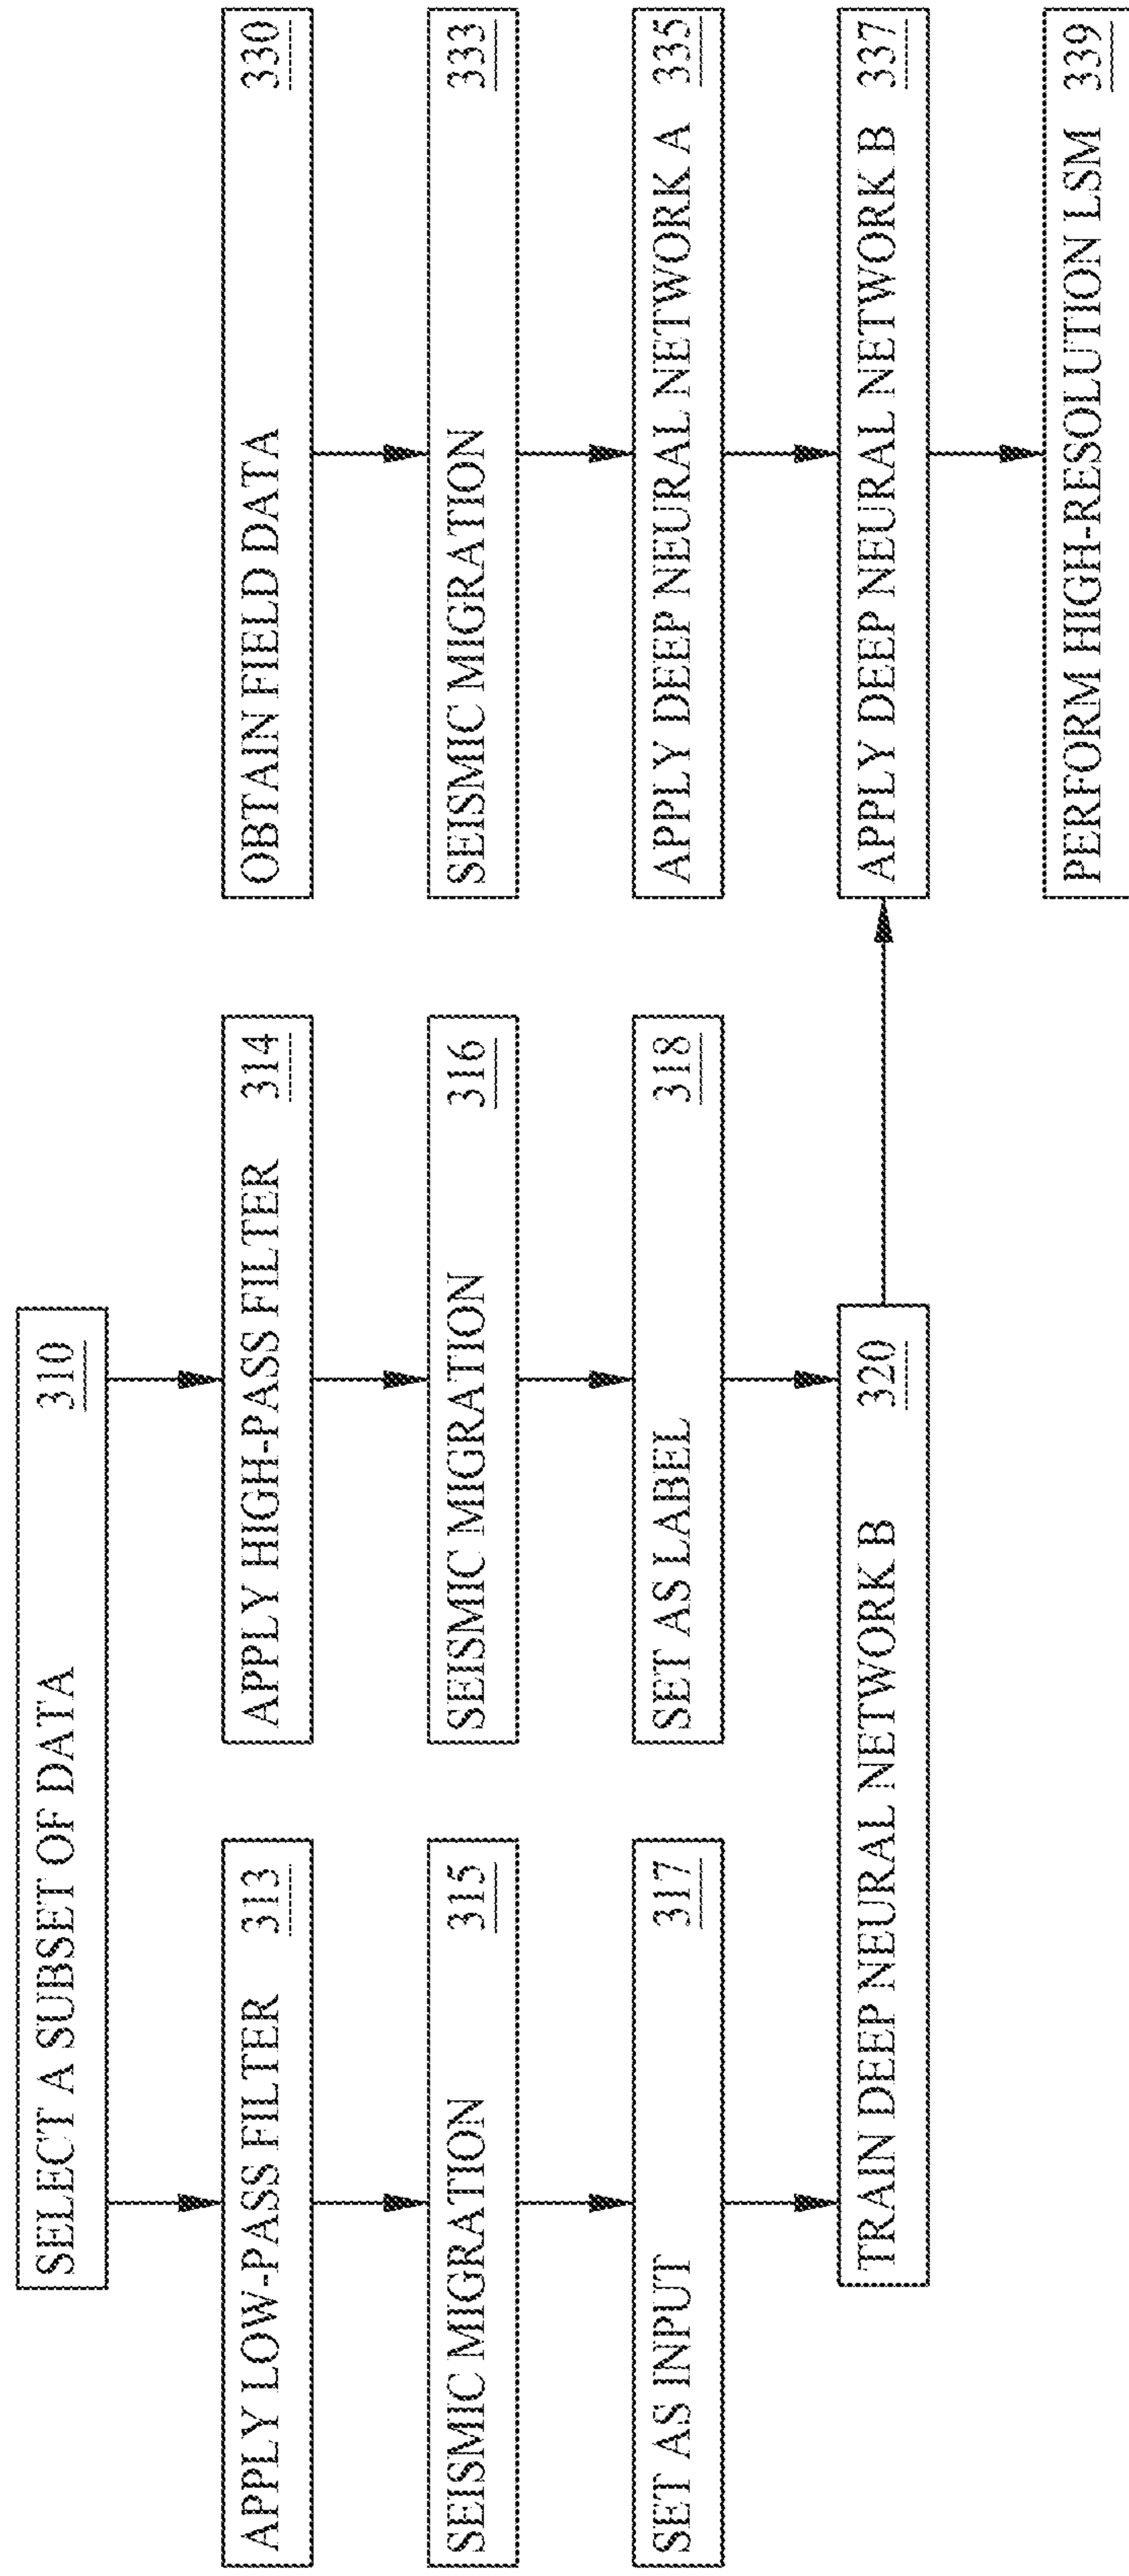 SELECT A SUBSET OF DATA 310
APPLY LOW-PASS FILTER 313
APPLY HIGH-PASS FILTER 314
OBTAIN FIELD DATA 330
SEISMIC MIGRATION 315
SEISMIC MIGRATION 316
SEISMIC MIGRATION 333
SET AS INPUT 317
SET AS LABEL 318
APPLY DEEP NEURAL NETWORK A 335
TRAIN DEEP NEURAL NETWORK B 320
APPLY DEEP NEURAL NETWORK B 337
PERFORM HIGH-RESOLUTION LSM 339